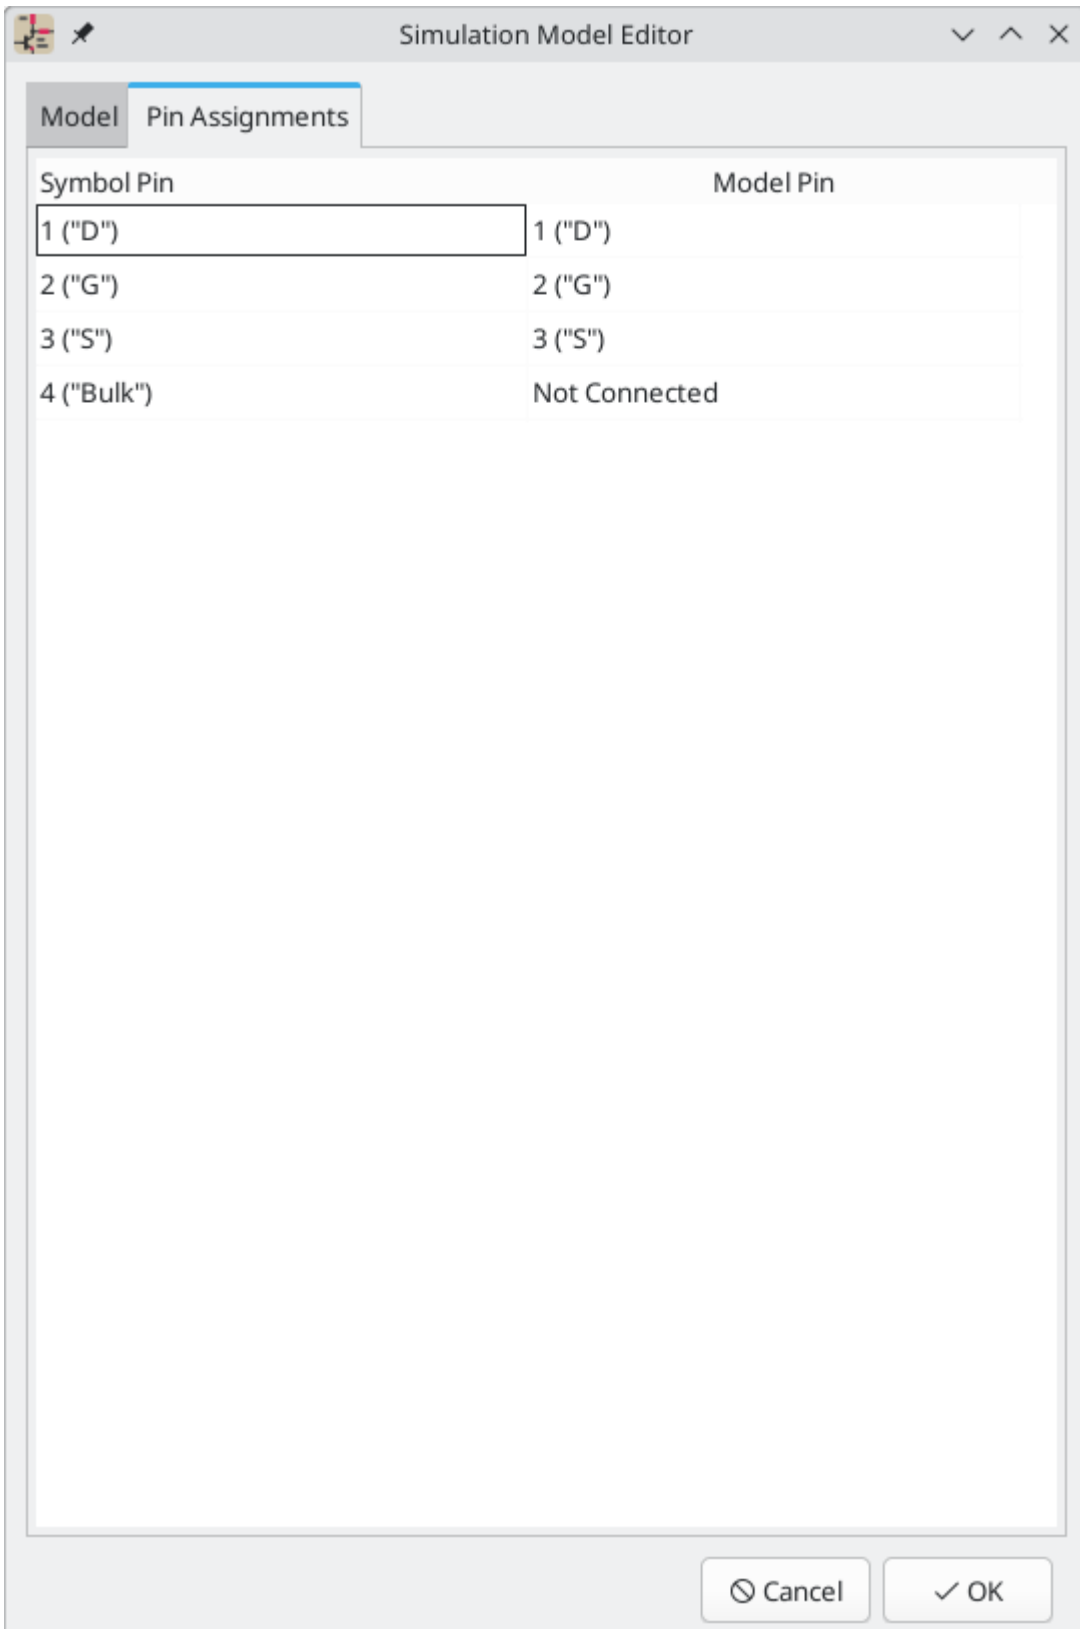 Simulation Model Editor
Model Pin Assignments
Symbol Pin Model Pin
1 ("D") 1 ("D")
2 ("G") 2 ("G")
3 ("S") 3 ("S")
4 ("Bulk") Not Connected
Cancel OK